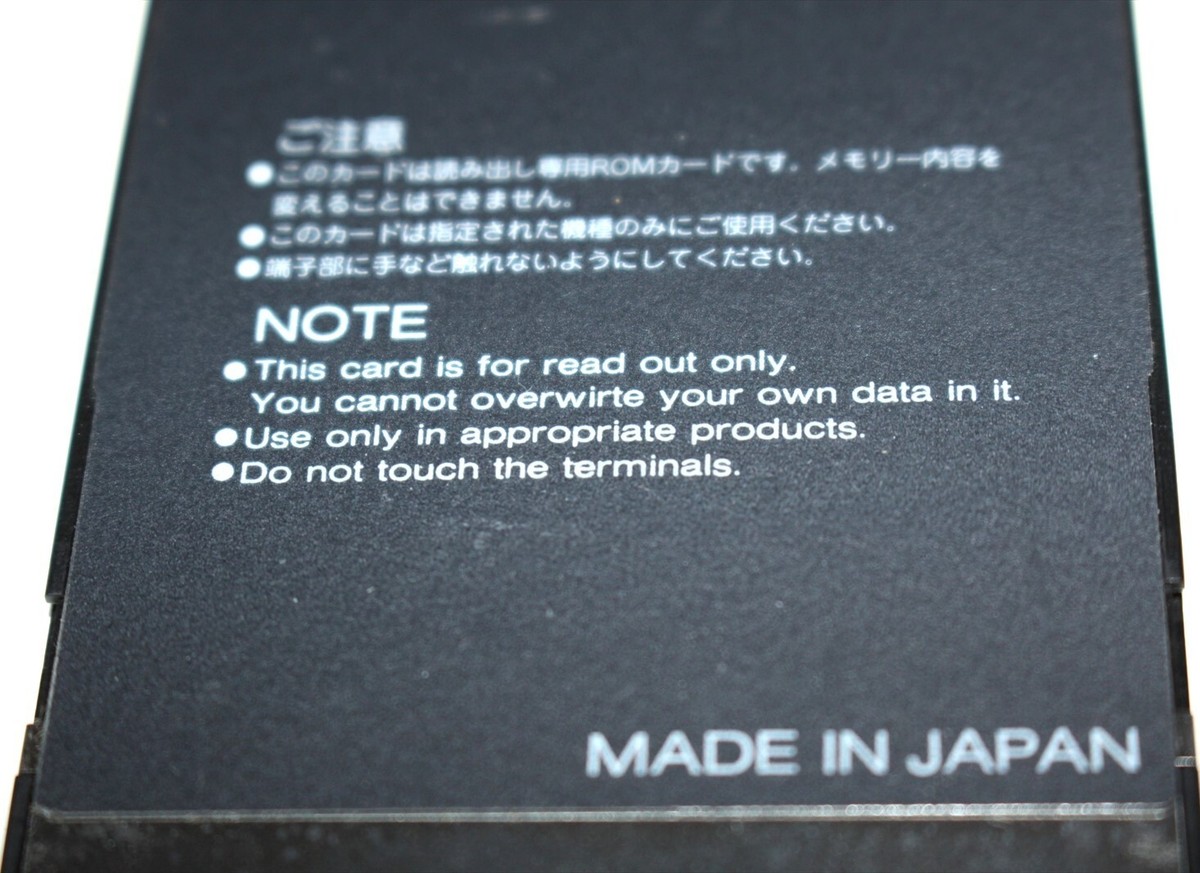 ご注意
●このカードは読み出し専用ROMカードです。メモリー内容を
変えることはできません。
●このカードは指定された機種のみにご使用ください。
●端子部に手など触れないようにしてください。
NOTE
●This card is for read out only.
You cannot overwirte your own data in it.
●Use only in appropriate products.
●Do not touch the terminals.
MADE IN JAPAN